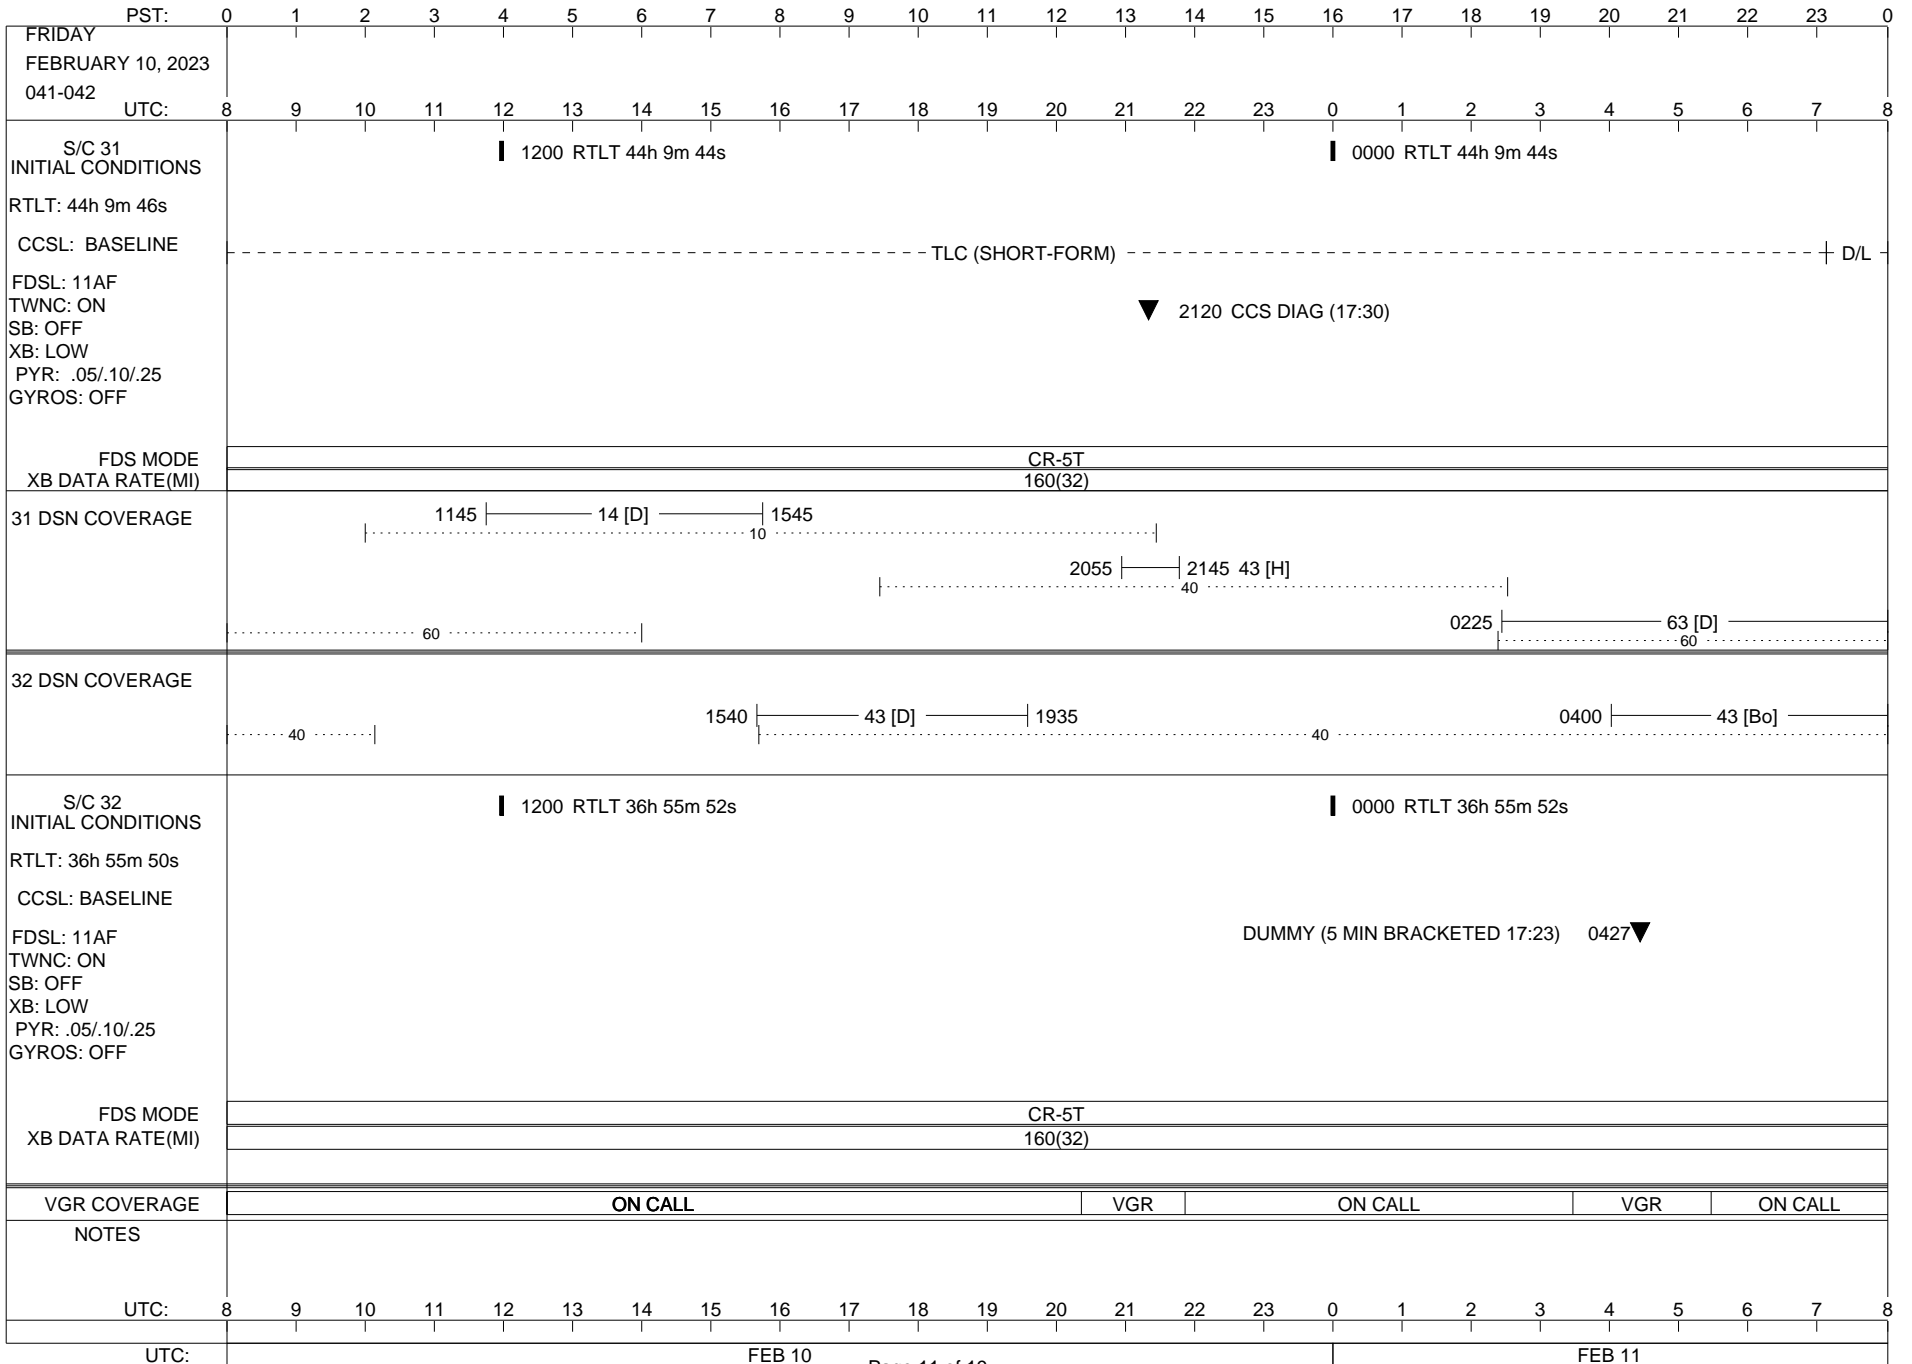 PST: 0 1 2 3 4 5 6 7 8 9 10 11 12 13 14 15 16 17 18 19 20 21 22 23 0
FRIDAY
FEBRUARY 10, 2023
041-042
UTC: 8 9 10 11 12 13 14 15 16 17 18 19 20 21 22 23 0 1 2 3 4 5 6 7 8
S/C 31
INITIAL CONDITIONS
1200 RTLT 44h 9m 44s 0000 RTLT 44h 9m 44s
RTLT: 44h 9m 46s
CCSL: BASELINE
TLC (SHORT-FORM) D/L
FDSL: 11AF
TWNC: ON
2120 CCS DIAG (17:30)
SB: OFF
XB: LOW
PYR: .05/.10/.25
GYROS: OFF
FDS MODE CR-5T
XB DATA RATE(MI) 160(32)
31 DSN COVERAGE
1145 14 [D] 1545
10
2055 2145 43 [H]
40
0225 63 [D]
60 60
32 DSN COVERAGE
1540 43 [D] 1935 0400 43 [Bo]
40 40
S/C 32
INITIAL CONDITIONS
1200 RTLT 36h 55m 52s 0000 RTLT 36h 55m 52s
RTLT: 36h 55m 50s
CCSL: BASELINE
DUMMY (5 MIN BRACKETED 17:23) 0427
FDSL: 11AF
TWNC: ON
SB: OFF
XB: LOW
PYR: .05/.10/.25
GYROS: OFF
FDS MODE CR-5T
XB DATA RATE(MI) 160(32)
VGR COVERAGE ON CALL VGR ON CALL VGR ON CALL
NOTES
UTC: 8 9 10 11 12 13 14 15 16 17 18 19 20 21 22 23 0 1 2 3 4 5 6 7 8
UTC: FEB 10 FEB 11